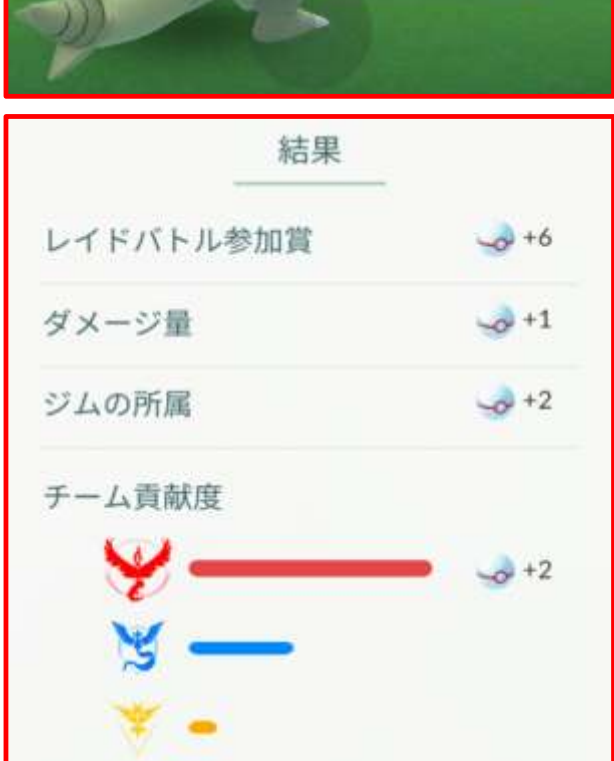 結果
レイドバトル参加賞 +6
ダメージ量 +1
ジムの所属 +2
チーム貢献度
+2